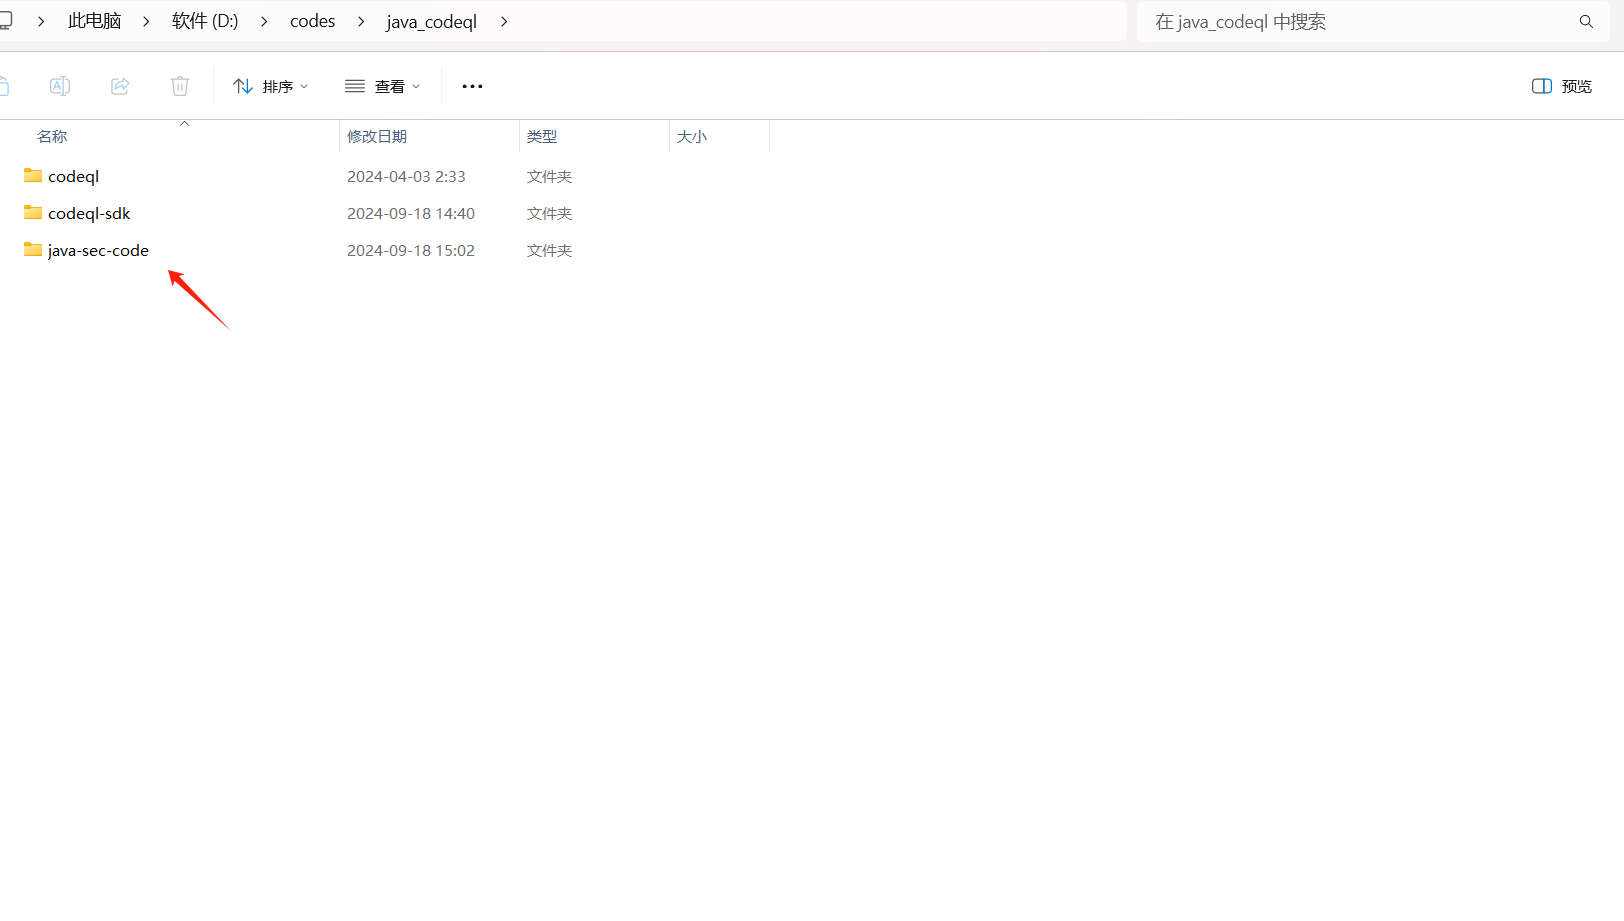 此电脑 软件 (D:) codes java_codeql 在 java_codeql 中搜索
排序 查看 预览
名称 修改日期 类型 大小
codeql 2024-04-03 2:33 文件夹
codeql-sdk 2024-09-18 14:40 文件夹
java-sec-code 2024-09-18 15:02 文件夹